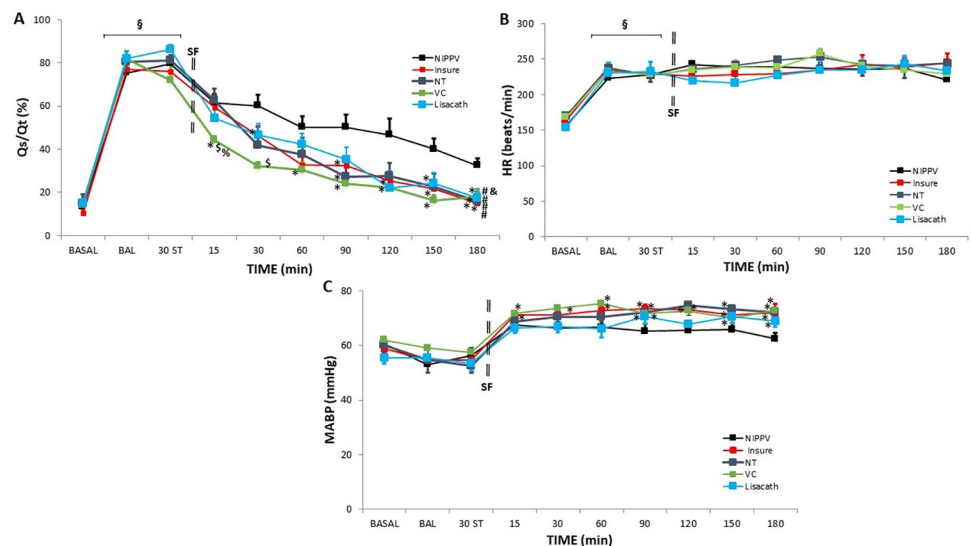 A
§
SF
100
80
60
40
20
0
Qs/Qt (%)
NIPPV
Insure
NT
VC
Lisacath
* $ %
* $
*
*
*
*
*
*
*
*
*
*
* # &
* #
* * #
#
BASAL BAL 30 ST 15 30 60 90 120 150 180
TIME (min)
B
§
SF
300
250
200
150
100
50
0
HR (beats/min)
NIPPV
Insure
NT
VC
Lisacath
BASAL BAL 30 ST 15 30 60 90 120 150 180
TIME (min)
C
80
60
40
20
0
MABP (mmHg)
SF
NIPPV
Insure
NT
VC
Lisacath
BASAL BAL 30 ST 15 30 60 90 120 150 180
TIME (min)